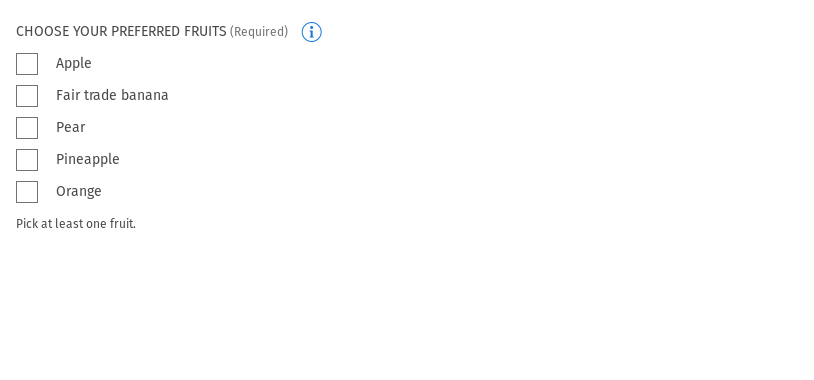 CHOOSE YOUR PREFERRED FRUITS (Required)
Apple
Fair trade banana
Pear
Pineapple
Orange
Pick at least one fruit.